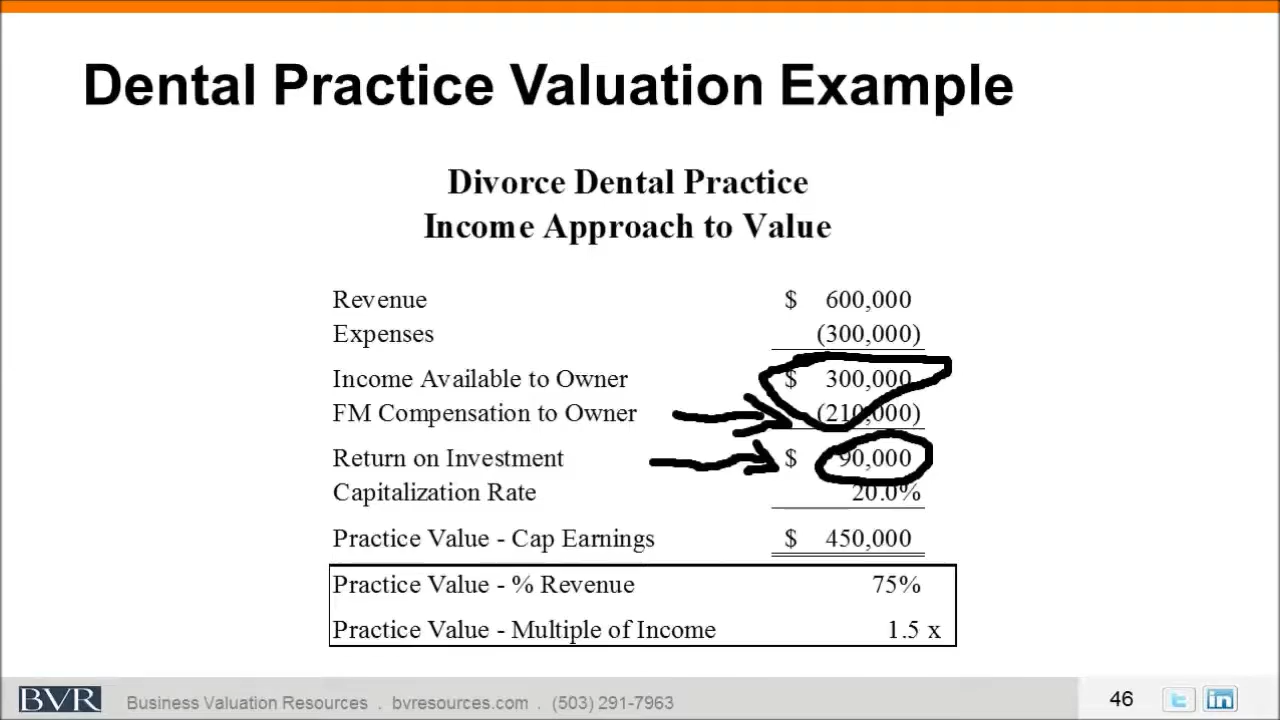 Dental Practice Valuation Example
Divorce Dental Practice
Income Approach to Value
Revenue $ 600,000
Expenses (300,000)
Income Available to Owner $ 300,000
FM Compensation to Owner (210,000)
Return on Investment $ 90,000
Capitalization Rate 20.0%
Practice Value - Cap Earnings $ 450,000
Practice Value - % Revenue 75%
Practice Value - Multiple of Income 1.5 x
BVR Business Valuation Resources . bvresources.com . (503) 291-7963 46 t in